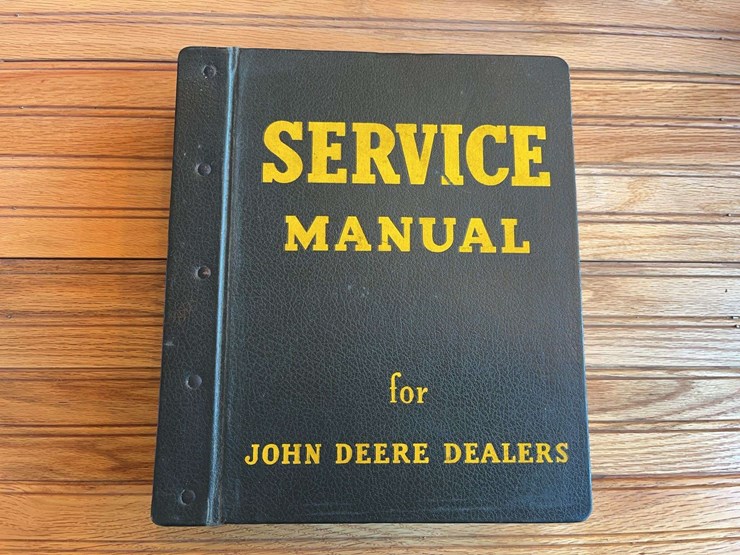 SERVICE
MANUAL
for
JOHN DEERE DEALERS